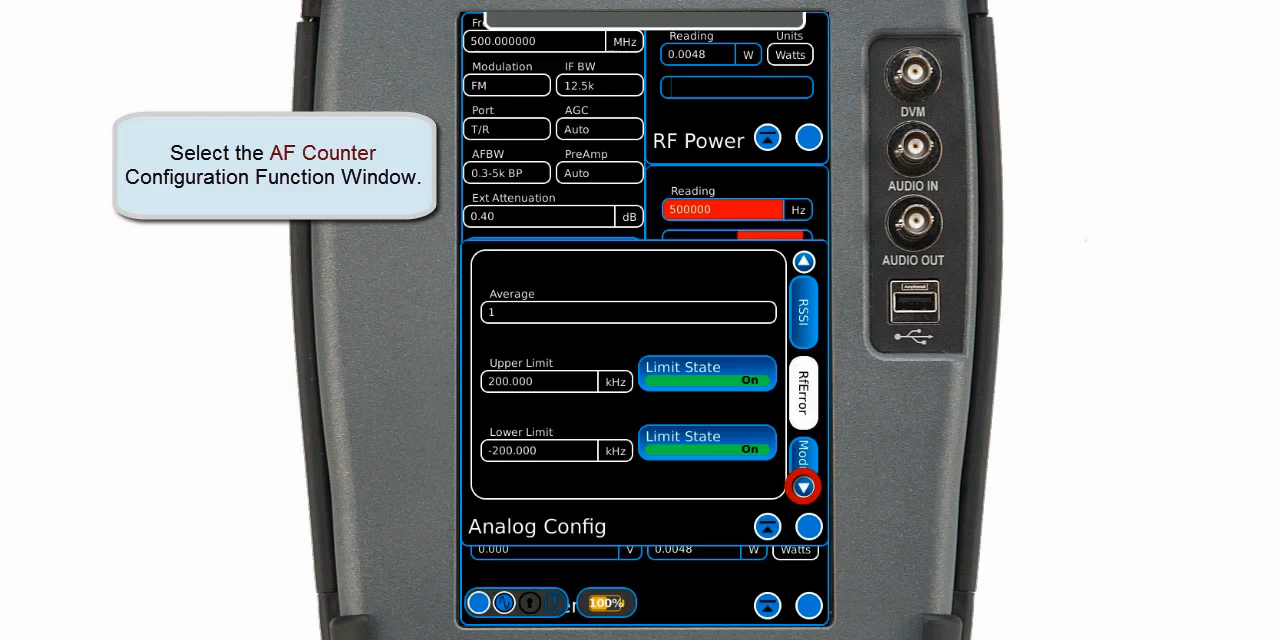 Select the AF Counter
Configuration Function Window.
Fr
500.000000 MHz
Modulation IF BW
FM 12.5k
Port AGC
T/R Auto
AFBW PreAmp
0.3-5k BP Auto
Ext Attenuation
0.40 dB
Reading Units
0.0048 W Watts
RF Power
Reading
500000 Hz
Average
1
Upper Limit
200.000 kHz
Limit State
On
Lower Limit
-200.000 kHz
Limit State
On
RSSI
RfError
Mod
Analog Config
0.000 V 0.0048 W Watts
100%
DVM
AUDIO IN
AUDIO OUT